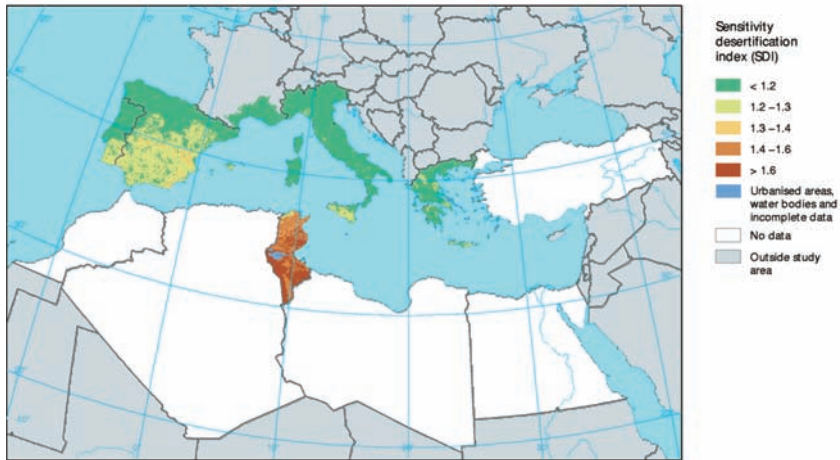 Sensitivity
desertification
index (SDI)
< 1.2
1.2 –1.3
1.3 –1.4
1.4 –1.6
> 1.6
Urbanised areas,
water bodies and
incomplete data
No data
Outside study
area